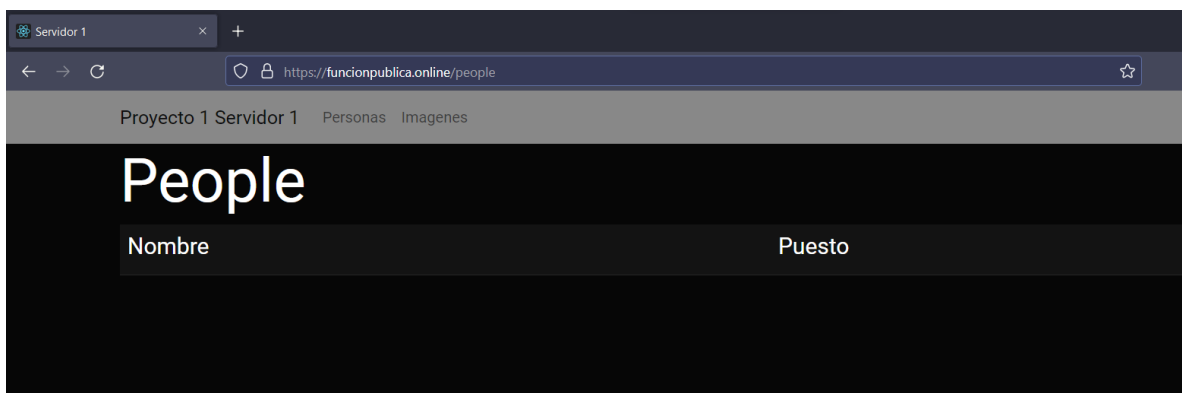 Servidor 1
https://funcionpublica.online/people
Proyecto 1 Servidor 1 Personas Imagenes
People
Nombre Puesto